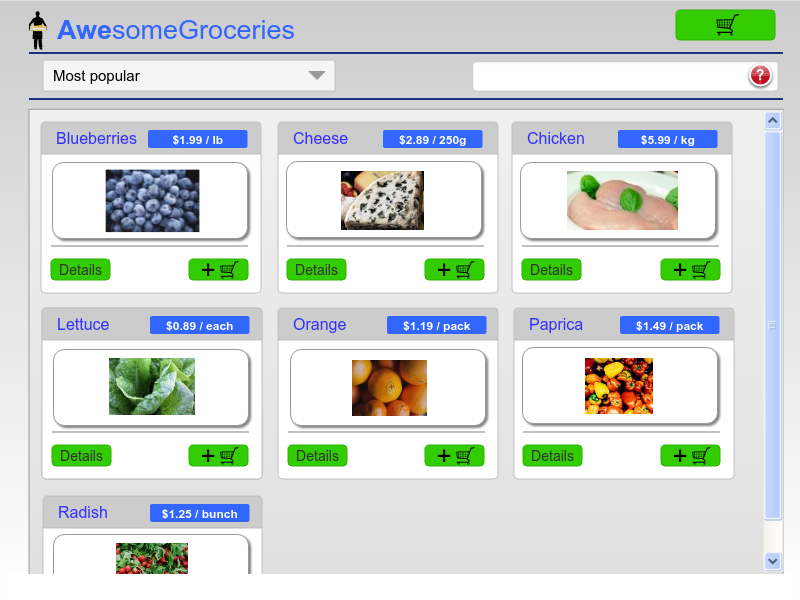 AwesomeGroceries
Most popular
?
Blueberries $1.99 / lb
Cheese $2.89 / 250g
Chicken $5.99 / kg
Details +
Details +
Details +
Lettuce $0.89 / each
Orange $1.19 / pack
Paprica $1.49 / pack
Details +
Details +
Details +
Radish $1.25 / bunch